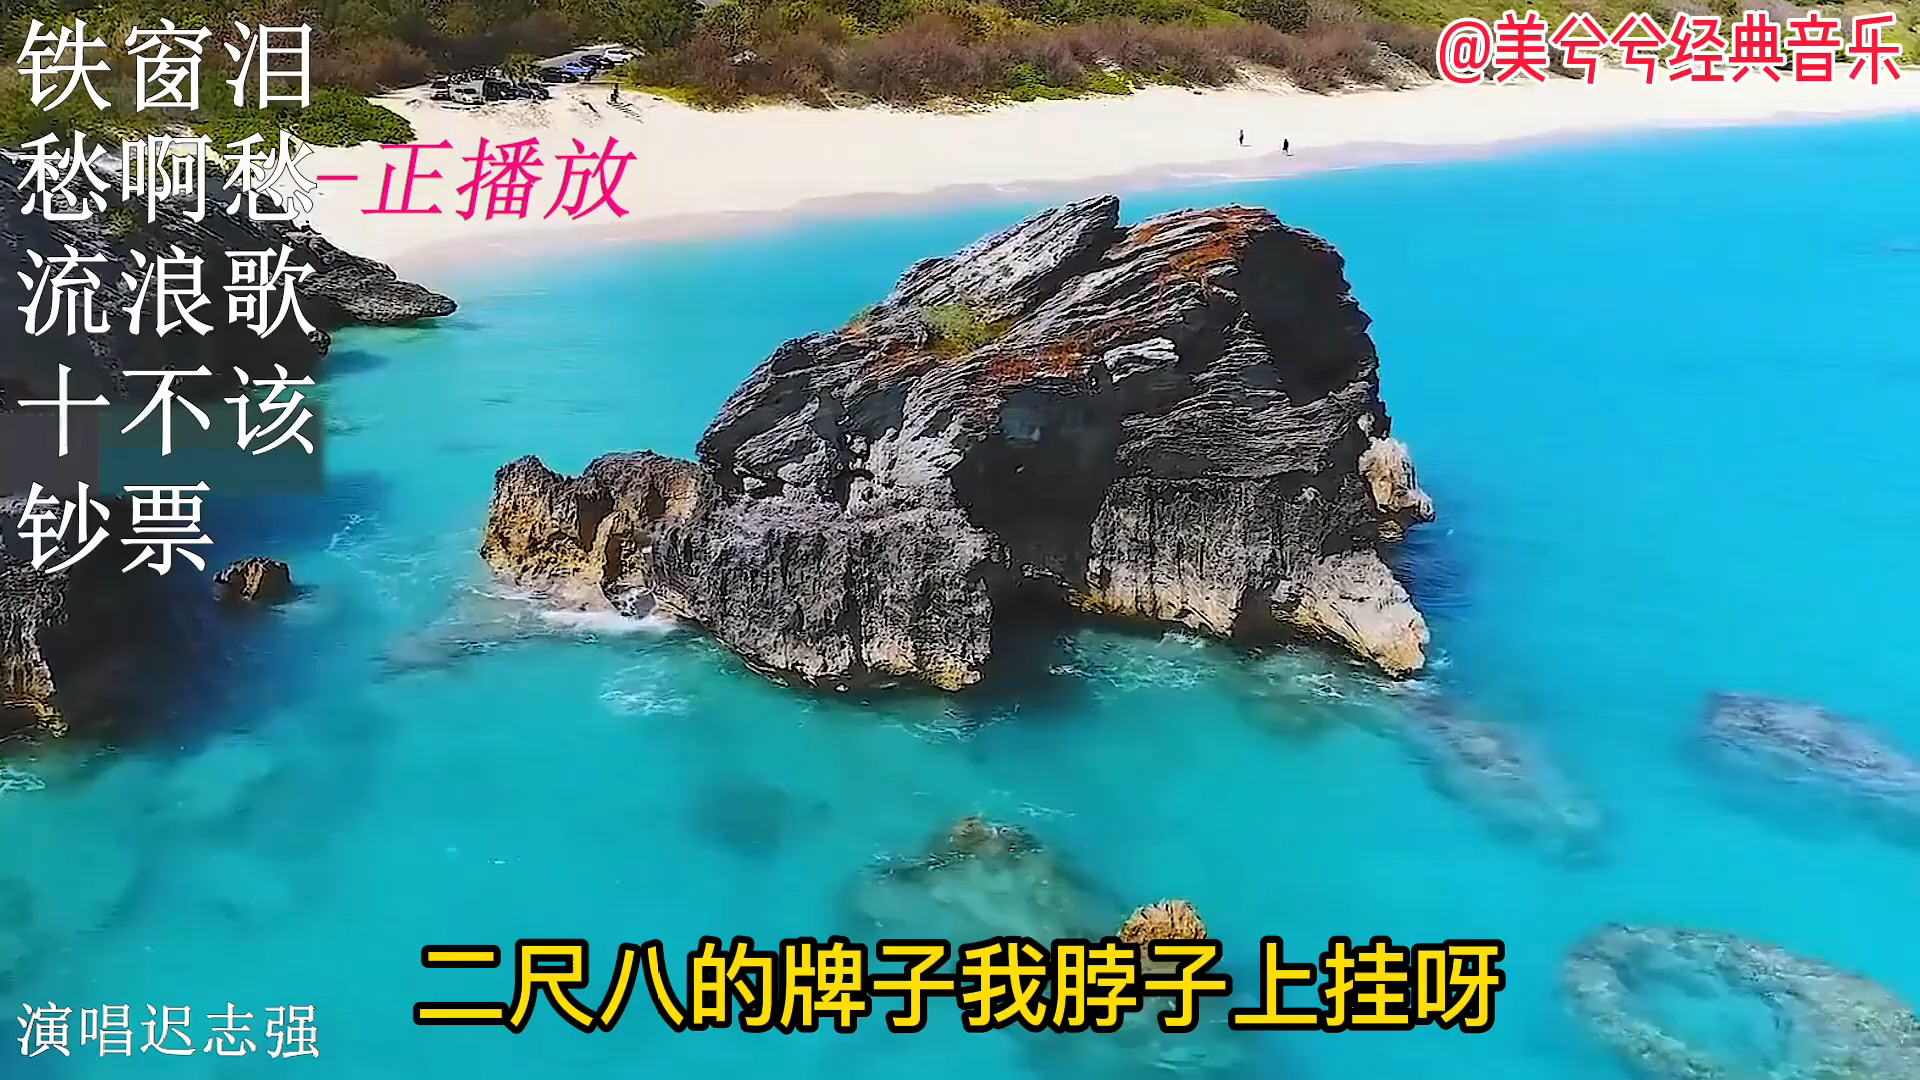 @美兮兮经典音乐
铁窗泪
愁啊愁-正播放
流浪歌
十不该
钞票
二尺八的牌子我脖子上挂呀
演唱迟志强